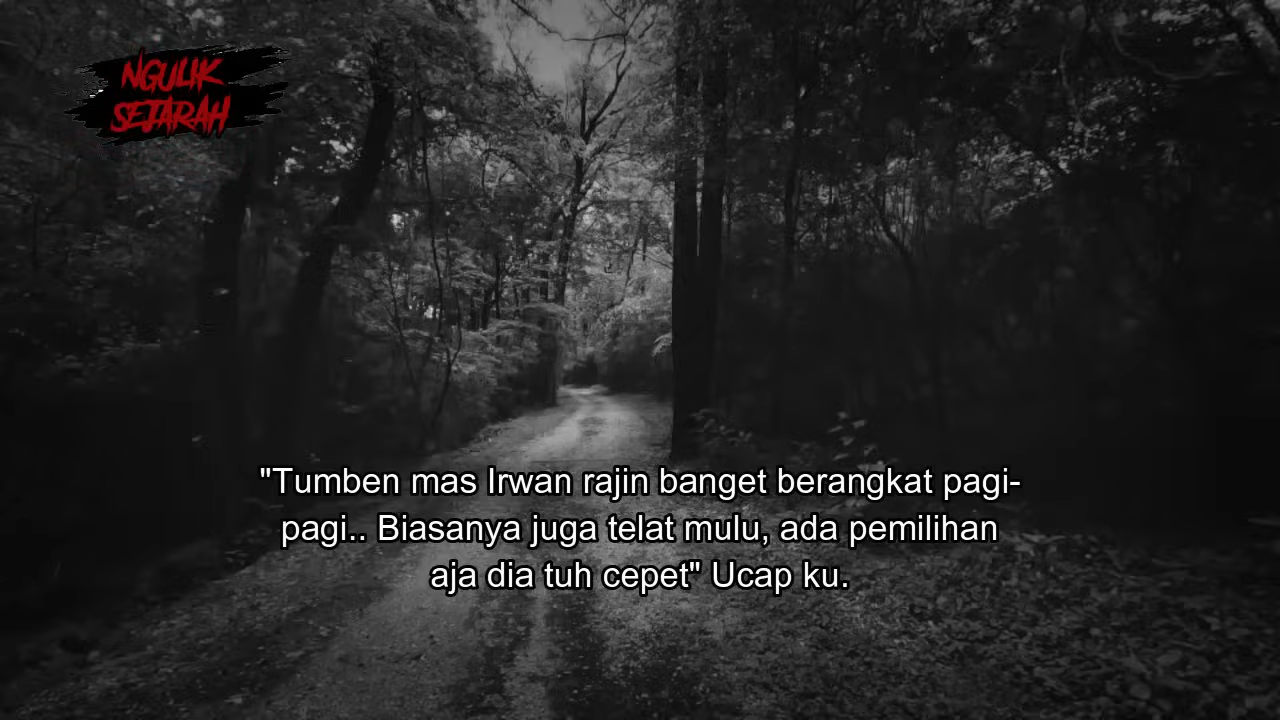 NGULIK
SEJARAH
"Tumben mas Irwan rajin banget berangkat pagi-
pagi.. Biasanya juga telat mulu, ada pemilihan
aja dia tuh cepet" Ucap ku.